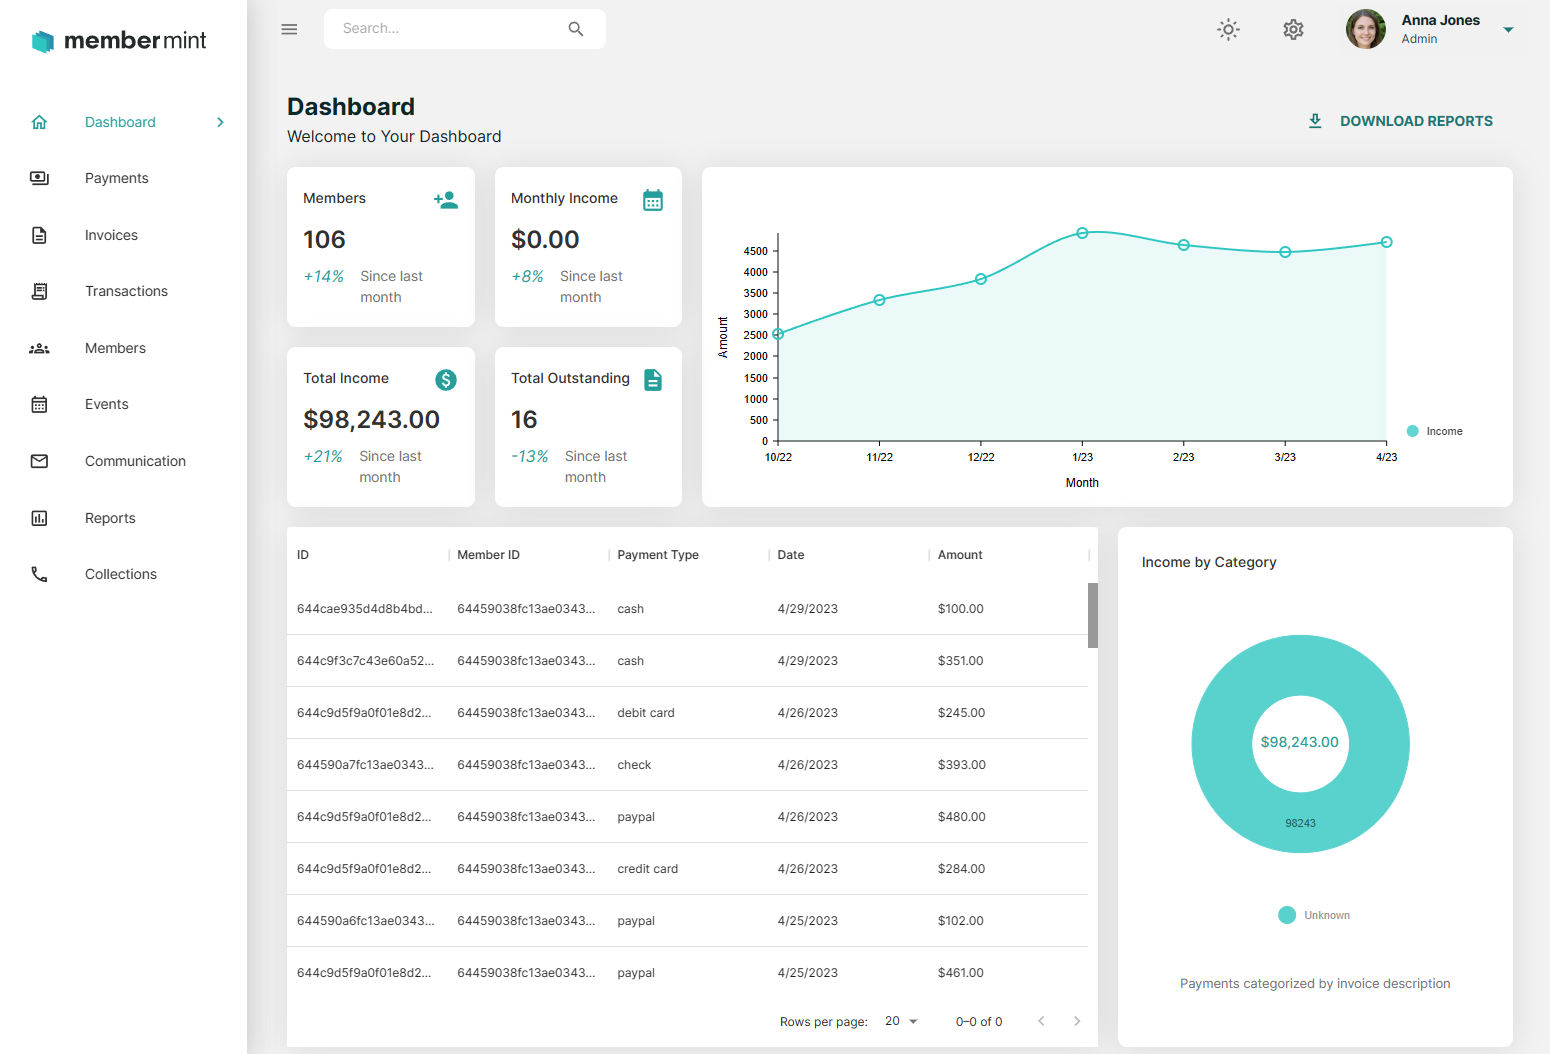 membermint
Search...
Anna Jones
Admin
Dashboard
Payments
Invoices
Transactions
Members
Events
Communication
Reports
Collections
Dashboard
Welcome to Your Dashboard
DOWNLOAD REPORTS
Members
106
+14% Since last
month
Monthly Income
$0.00
+8% Since last
month
Total Income
$98,243.00
+21% Since last
month
Total Outstanding
16
-13% Since last
month
Amount
4500
4000
3500
3000
2500
2000
1500
1000
500
0
10/22 11/22 12/22 1/23 2/23 3/23 4/23
Month
Income
ID Member ID Payment Type Date Amount
644cae935d4d8b4bd... 64459038fc13ae0343... cash 4/29/2023 $100.00
644c9f3c7c43e60a52... 64459038fc13ae0343... cash 4/29/2023 $351.00
644c9d5f9a0f01e8d2... 64459038fc13ae0343... debit card 4/26/2023 $245.00
644590a7fc13ae0343... 64459038fc13ae0343... check 4/26/2023 $393.00
644c9d5f9a0f01e8d2... 64459038fc13ae0343... paypal 4/26/2023 $480.00
644c9d5f9a0f01e8d2... 64459038fc13ae0343... credit card 4/26/2023 $284.00
644590a6fc13ae0343... 64459038fc13ae0343... paypal 4/25/2023 $102.00
644c9d5f9a0f01e8d2... 64459038fc13ae0343... paypal 4/25/2023 $461.00
Rows per page: 20 0–0 of 0
Income by Category
$98,243.00
98243
Unknown
Payments categorized by invoice description